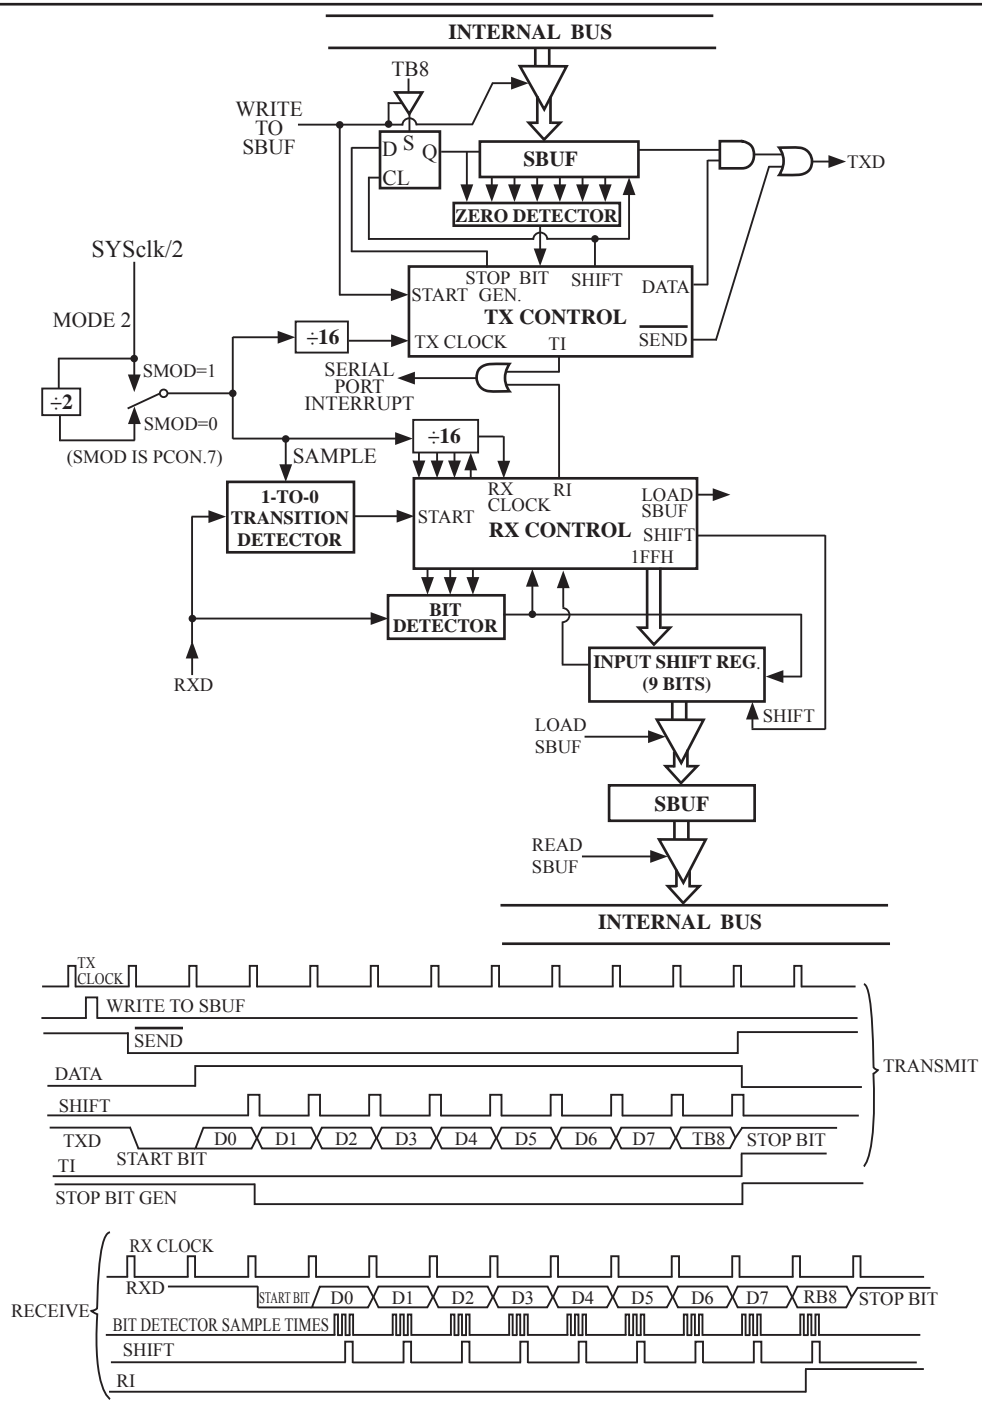 INTERNAL BUS
TB8
WRITE
TO
SBUF
D S Q
CL
SBUF
TXD
ZERO DETECTOR
SYSclk/2
STOP BIT SHIFT
START GEN. DATA
TX CONTROL
MODE 2
÷16
TX CLOCK TI SEND
SMOD=1
SERIAL
PORT
INTERRUPT
÷2
SMOD=0
(SMOD IS PCON.7)
÷16
SAMPLE
1-TO-0
TRANSITION
DETECTOR
RX RI LOAD
CLOCK SBUF
START
RX CONTROL SHIFT
1FFH
BIT
DETECTOR
RXD
INPUT SHIFT REG.
(9 BITS)
SHIFT
LOAD
SBUF
SBUF
READ
SBUF
INTERNAL BUS
TX
CLOCK
WRITE TO SBUF
SEND
DATA
TRANSMIT
SHIFT
TXD D0 D1 D2 D3 D4 D5 D6 D7 TB8 STOP BIT
START BIT
TI
STOP BIT GEN
RX CLOCK
RXD
START BIT D0 D1 D2 D3 D4 D5 D6 D7 RB8 STOP BIT
RECEIVE
BIT DETECTOR SAMPLE TIMES
SHIFT
RI